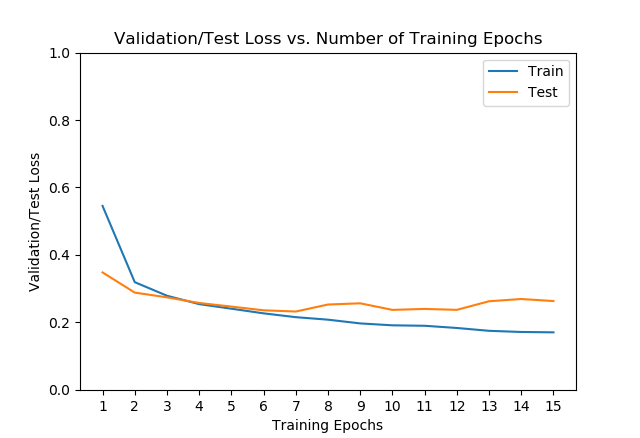 Validation/Test Loss vs. Number of Training Epochs
1.0
Train
Test
0.8
0.6
0.4
0.2
0.0
Validation/Test Loss
1 2 3 4 5 6 7 8 9 10 11 12 13 14 15
Training Epochs